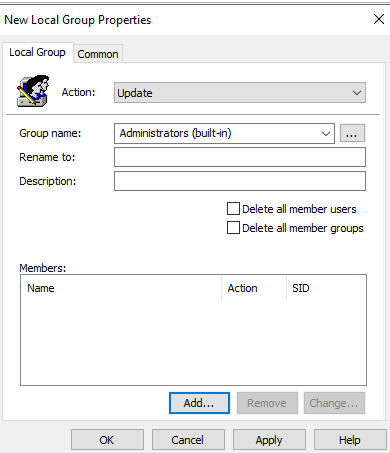 New Local Group Properties
Local Group Common
Action: Update
Group name: Administrators (built-in) ...
Rename to:
Description:
Delete all member users
Delete all member groups
Members:
Name Action SID
Add... Remove Change...
OK Cancel Apply Help